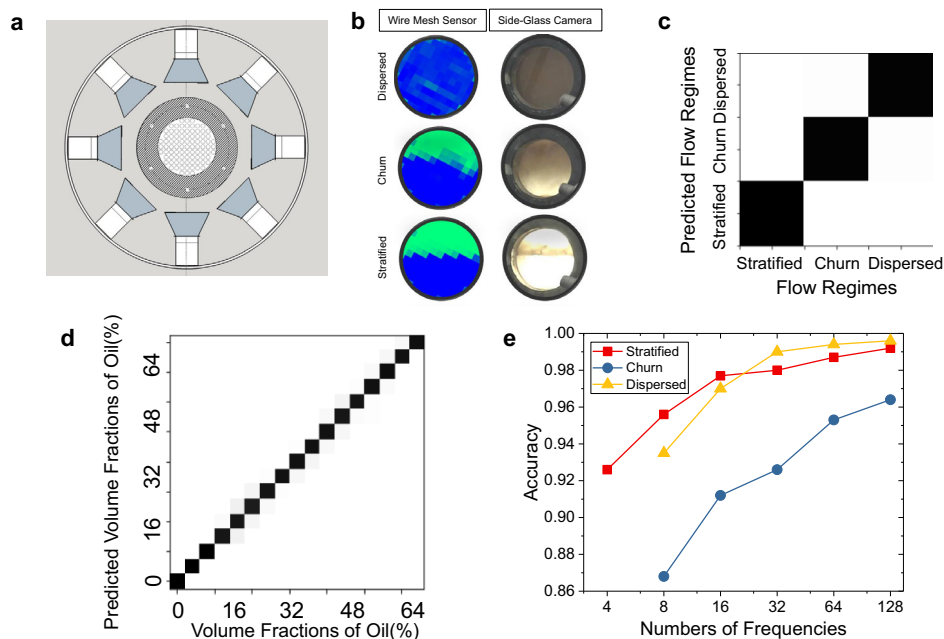 a
b
Wire Mesh Sensor
Side-Glass Camera
Dispersed
Churn
Stratified
c
Predicted Flow Regimes
Dispersed
Churn
Stratified
Stratified Churn Dispersed
Flow Regimes
d
Predicted Volume Fractions of Oil(%)
64
48
32
16
0
0 16 32 48 64
Volume Fractions of Oil(%)
e
Accuracy
1.00
0.98
0.96
0.94
0.92
0.90
0.88
0.86
Stratified
Churn
Dispersed
4 8 16 32 64 128
Numbers of Frequencies